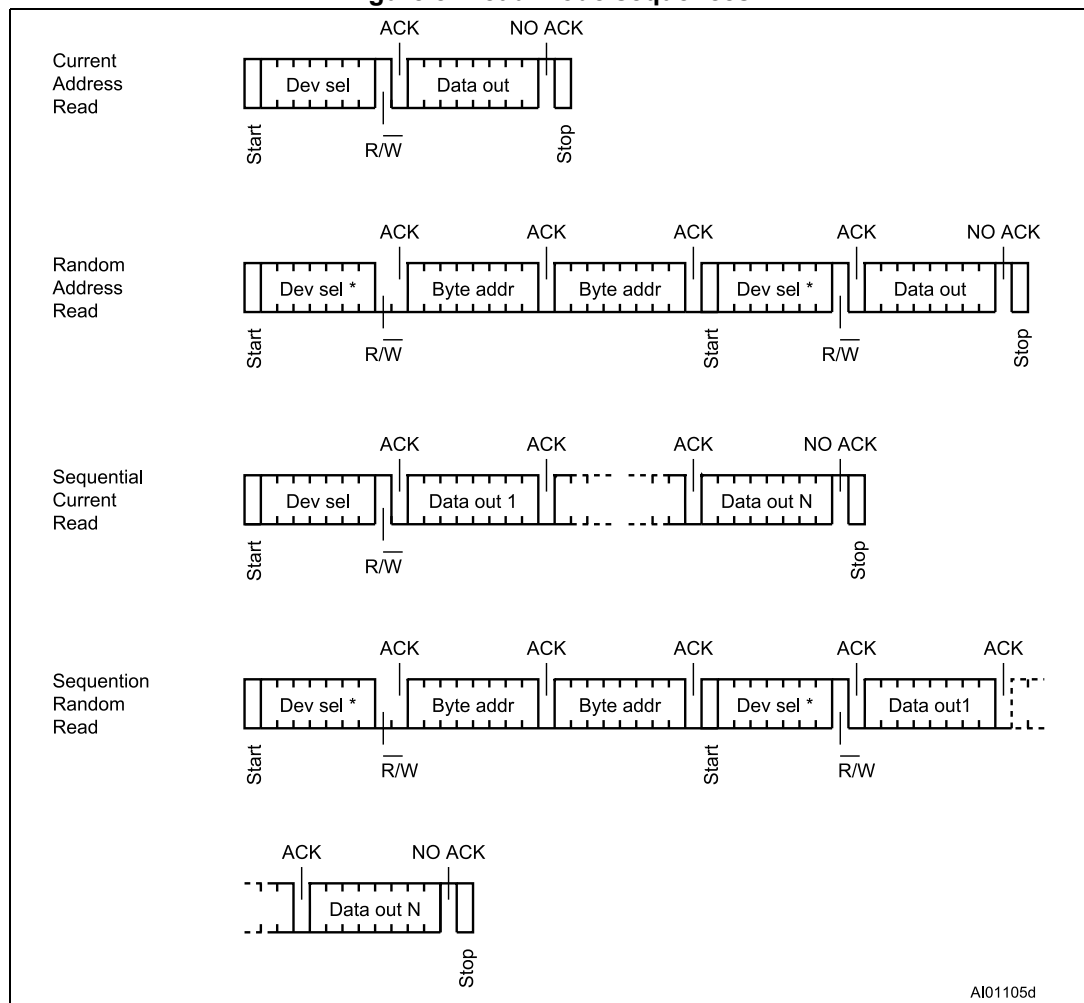 ACK NO ACK
Current
Address
Read
Dev sel Data out
Start R/W̅ Stop
ACK ACK ACK ACK NO ACK
Random
Address
Read
Dev sel * Byte addr Byte addr Dev sel * Data out
Start R/W̅ Start R/W̅ Stop
ACK ACK ACK NO ACK
Sequential
Current
Read
Dev sel Data out 1 Data out N
Start R/W̅ Stop
ACK ACK ACK ACK ACK
Sequention
Random
Read
Dev sel * Byte addr Byte addr Dev sel * Data out1
Start R̅/W Start R̅/W
ACK NO ACK
Data out N
Stop
AI01105d